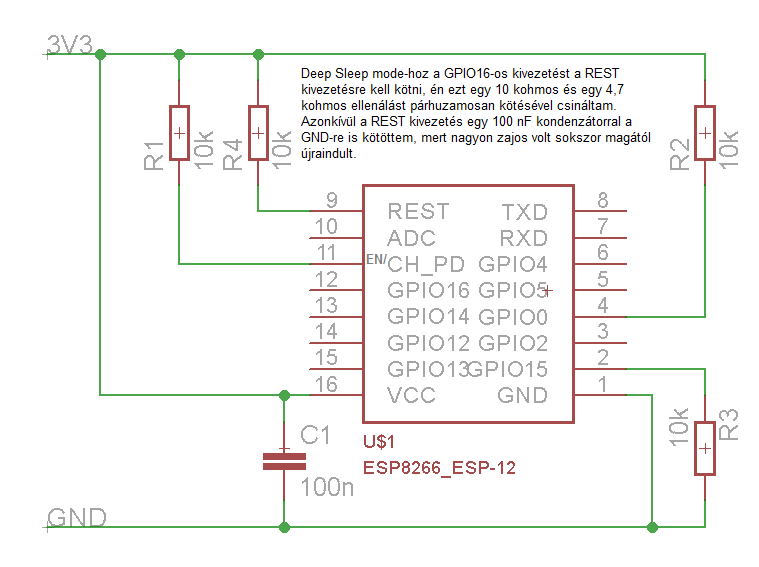 3V3
Deep Sleep mode-hoz a GPIO16-os kivezetést a REST
kivezetésre kell kötni, én ezt egy 10 kohmos és egy 4,7
kohmos ellenálást párhuzamosan kötésével csináltam.
Azonkívül a REST kivezetés egy 100 nF kondenzátorral a
GND-re is kötöttem, mert nagyon zajos volt sokszor magától
újraindult.
R1
10k
R4
10k
R2
10k
9 REST TXD 8
10 ADC RXD 7
11 EN/CH_PD GPIO4 6
12 GPIO16 GPIO5 5
13 GPIO14 GPIO0 4
14 GPIO12 GPIO2 3
15 GPIO13 GPIO15 2
16 VCC GND 1
C1
100n
U$1
ESP8266_ESP-12
10k
R3
GND